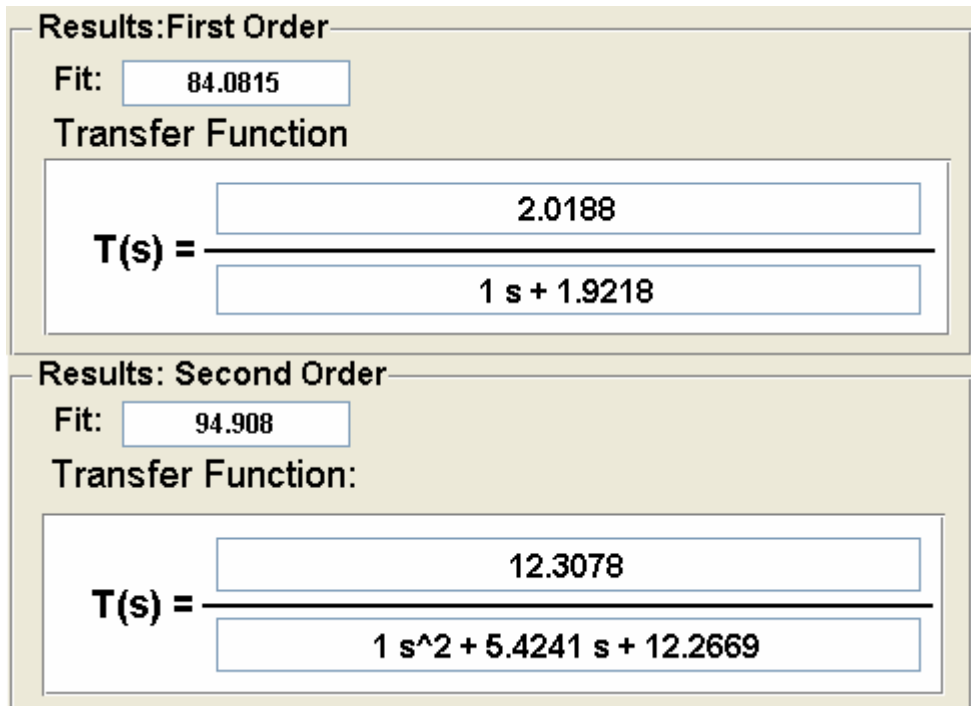 Results:First Order
Fit: 84.0815
Transfer Function
2.0188
T(s) =
1 s + 1.9218
Results: Second Order
Fit: 94.908
Transfer Function:
12.3078
T(s) =
1 s^2 + 5.4241 s + 12.2669